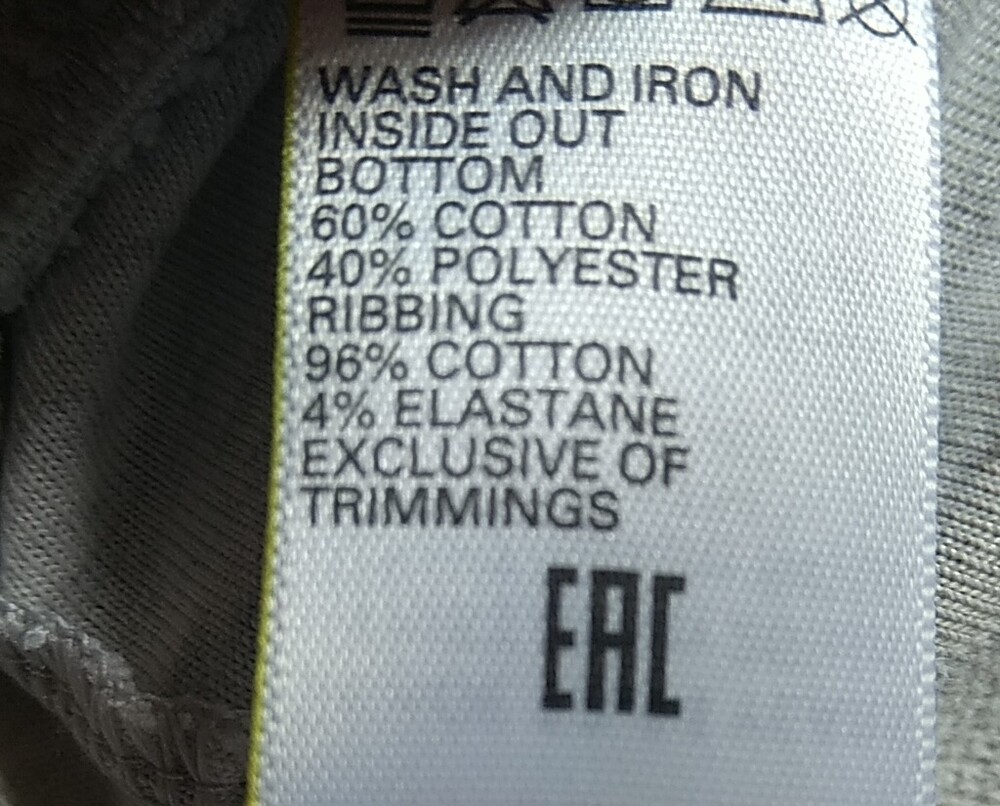 WASH AND IRON
INSIDE OUT
BOTTOM
60% COTTON
40% POLYESTER
RIBBING
96% COTTON
4% ELASTANE
EXCLUSIVE OF
TRIMMINGS
EAC